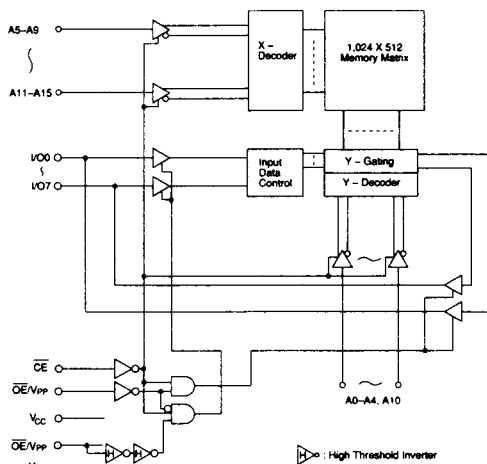 A5–A9
X –
Decoder
1,024 X 512
Memory Matrix
A11–A15
I/O0
I/O7
Input
Data
Control
Y – Gating
Y – Decoder
CE
OE/VPP
VCC
OE/VPP
A0–A4, A10
H
H
H : High Threshold Inverter